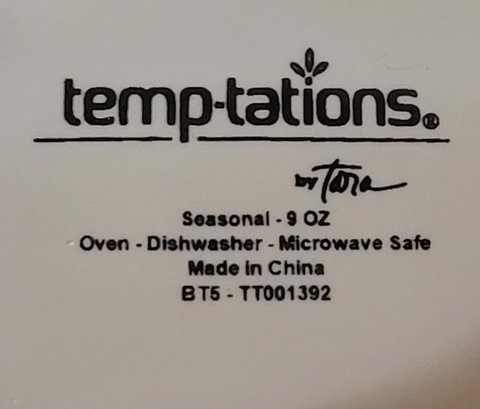 temp-tations®
by Tara
Seasonal - 9 OZ
Oven - Dishwasher - Microwave Safe
Made in China
BT5 - TT001392